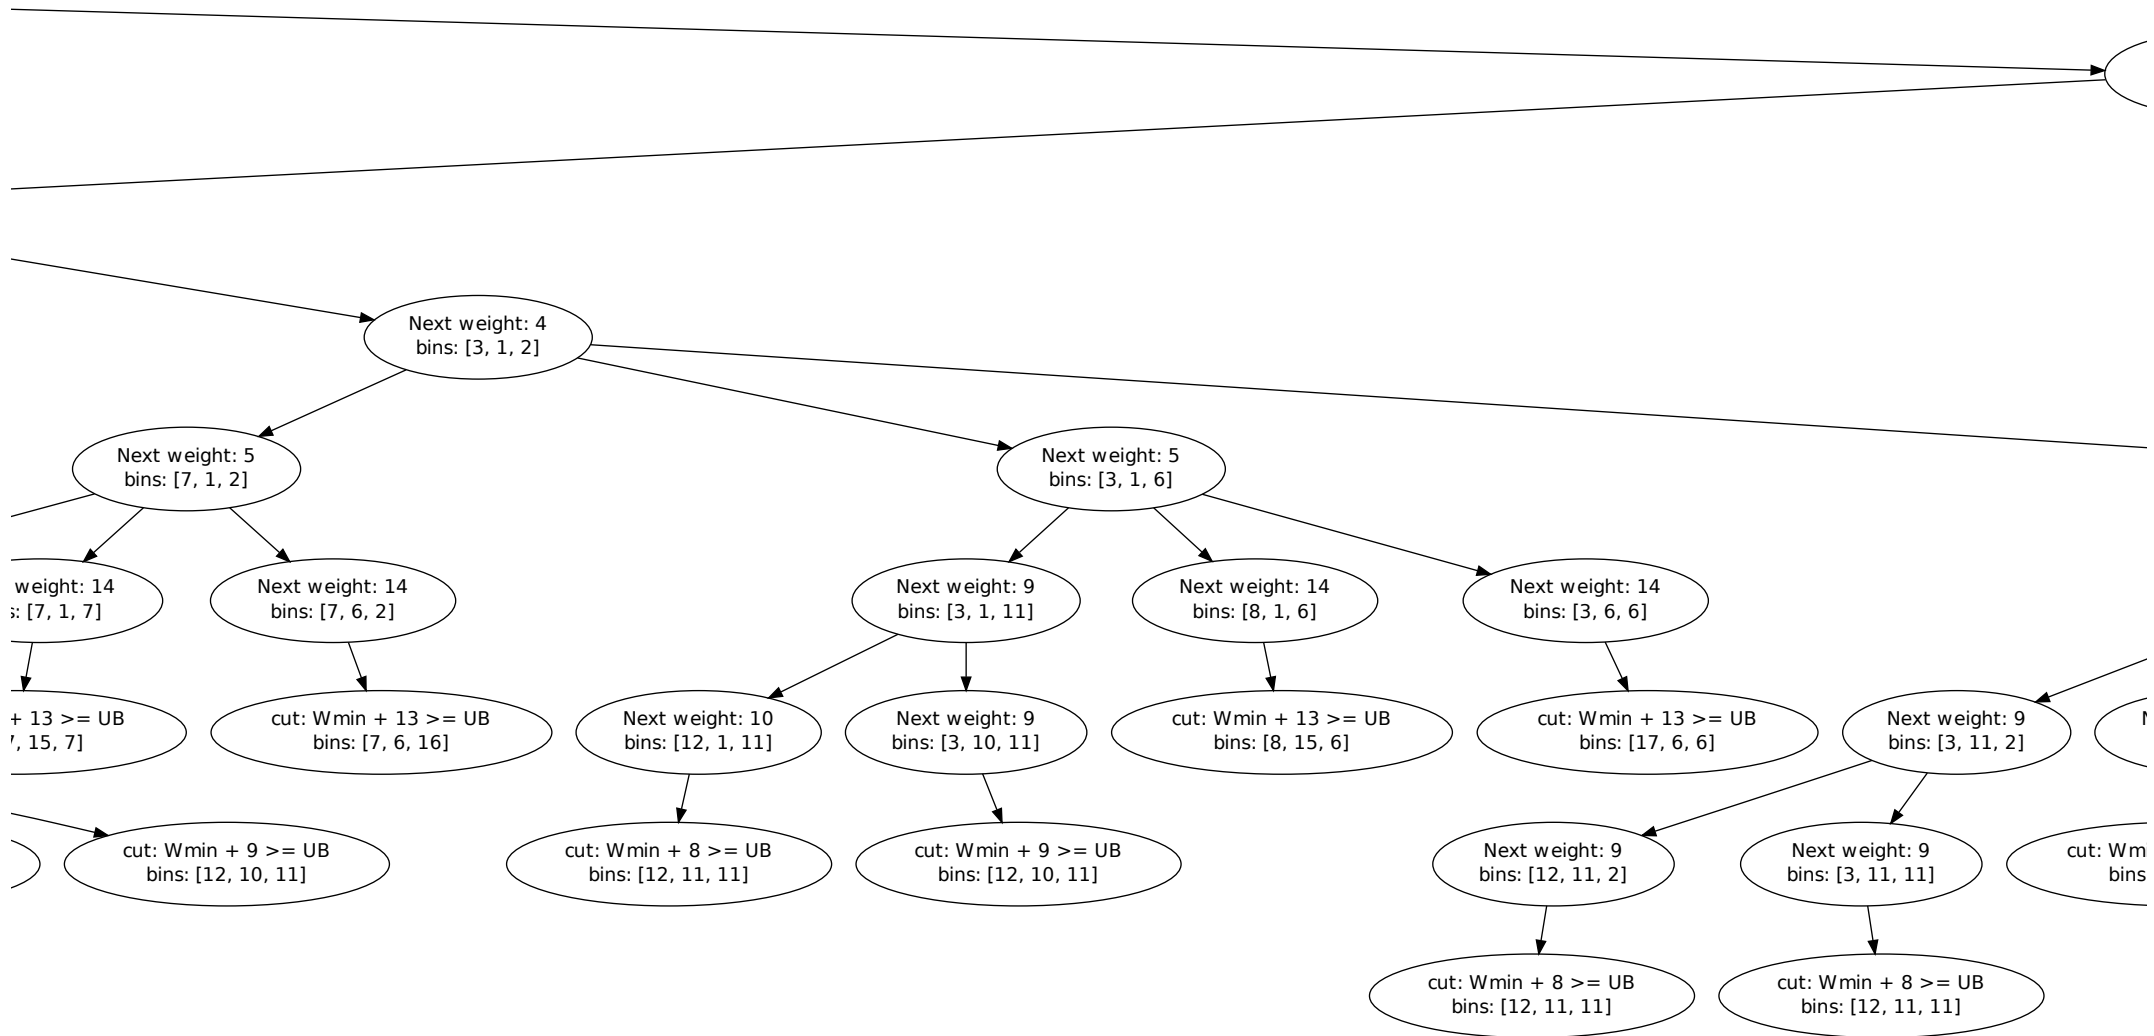 Next weight: 4
bins: [3, 1, 2]
Next weight: 5
bins: [7, 1, 2]
Next weight: 5
bins: [3, 1, 6]
weight: 14
: [7, 1, 7]
Next weight: 14
bins: [7, 6, 2]
Next weight: 9
bins: [3, 1, 11]
Next weight: 14
bins: [8, 1, 6]
Next weight: 14
bins: [3, 6, 6]
+ 13 >= UB
, 15, 7]
cut: Wmin + 13 >= UB
bins: [7, 6, 16]
Next weight: 10
bins: [12, 1, 11]
Next weight: 9
bins: [3, 10, 11]
cut: Wmin + 13 >= UB
bins: [8, 15, 6]
cut: Wmin + 13 >= UB
bins: [17, 6, 6]
Next weight: 9
bins: [3, 11, 2]
cut: Wmin + 9 >= UB
bins: [12, 10, 11]
cut: Wmin + 8 >= UB
bins: [12, 11, 11]
cut: Wmin + 9 >= UB
bins: [12, 10, 11]
Next weight: 9
bins: [12, 11, 2]
Next weight: 9
bins: [3, 11, 11]
cut:
bins
cut: Wmin + 8 >= UB
bins: [12, 11, 11]
cut: Wmin + 8 >= UB
bins: [12, 11, 11]